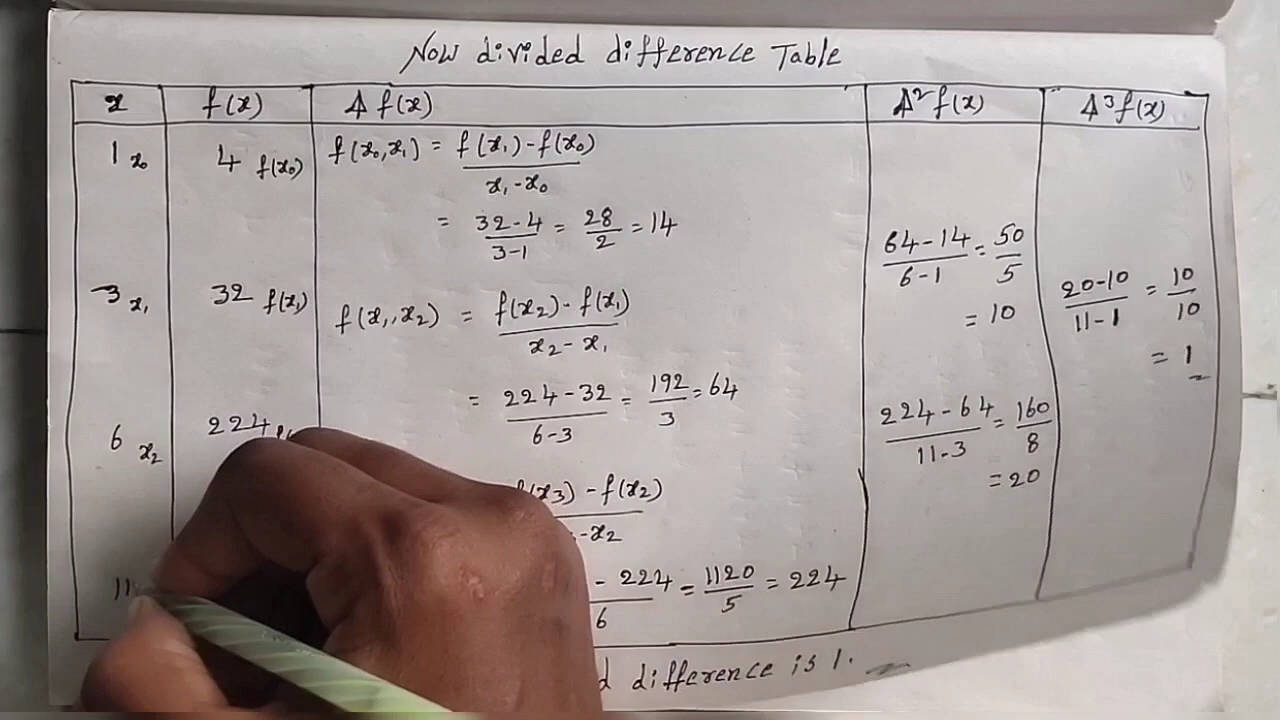 Now divided difference Table
x f(x) Δ f(x) Δ² f(x) Δ³ f(x)
1 x₀ 4 f(x₀) f(x₀,x₁) = f(x₁) - f(x₀)
x₁ - x₀
= 32 - 4 = 28 = 14
3 - 1 2
64 - 14 = 50
6 - 1 5
= 10
3 x₁ 32 f(x₁) f(x₁,x₂) = f(x₂) - f(x₁)
x₂ - x₁
20 - 10 = 10
11 - 1 10
= 1
= 224 - 32 = 192 = 64
6 - 3 3
6 x₂ 224
224 - 64 = 160
11 - 3 8
= 20
f(x₃) - f(x₂)
- x₂
11 - 224 = 1120 = 224
6 5
difference is 1.